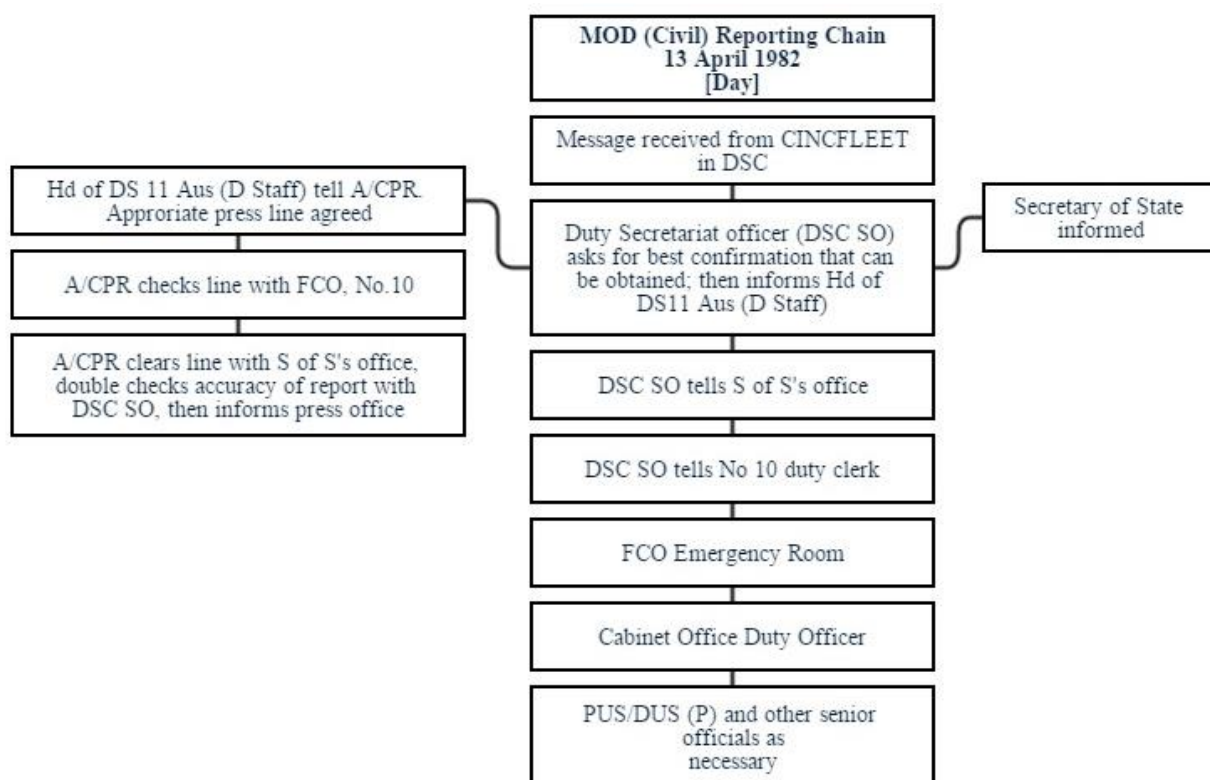 MOD (Civil) Reporting Chain
13 April 1982
[Day]
Message received from CINCFLEET
in DSC
Hd of DS 11 Aus (D Staff) tell A/CPR.
Approriate press line agreed
A/CPR checks line with FCO, No.10
A/CPR clears line with S of S's office,
double checks accuracy of report with
DSC SO, then informs press office
Duty Secretariat officer (DSC SO)
asks for best confirmation that can
be obtained; then informs Hd of
DS11 Aus (D Staff)
Secretary of State
informed
DSC SO tells S of S's office
DSC SO tells No 10 duty clerk
FCO Emergency Room
Cabinet Office Duty Officer
PUS/DUS (P) and other senior
officials as
necessary